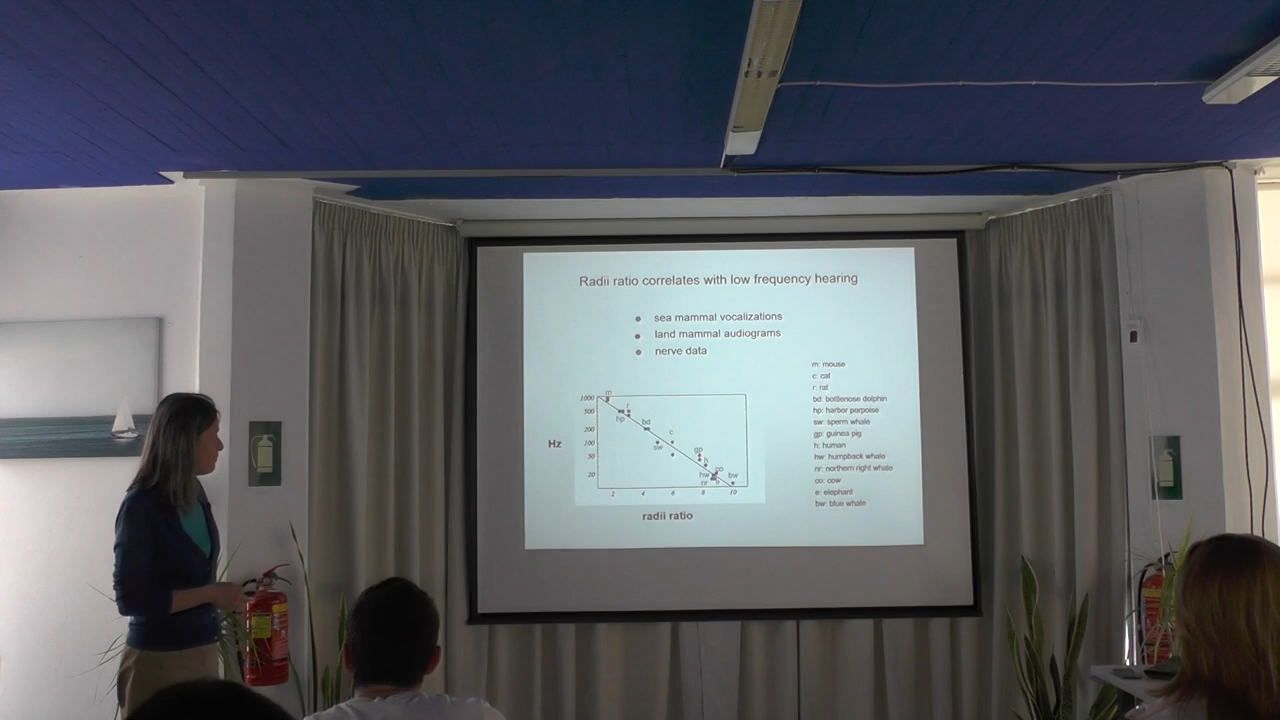 Radii ratio correlates with low frequency hearing
sea mammal vocalizations
land mammal audiograms
nerve data
m: mouse
c: cat
r: rat
bd: bottlenose dolphin
hp: harbor porpoise
sw: sperm whale
gp: guinea pig
h: human
hw: humpback whale
nr: northern right whale
co: cow
e: elephant
bw: blue whale
Hz
1000
500
200
100
50
20
m
r
hp
bd
c
sw
gp
h
co
hw
bw
nr
e
2 4 6 8 10
radii ratio